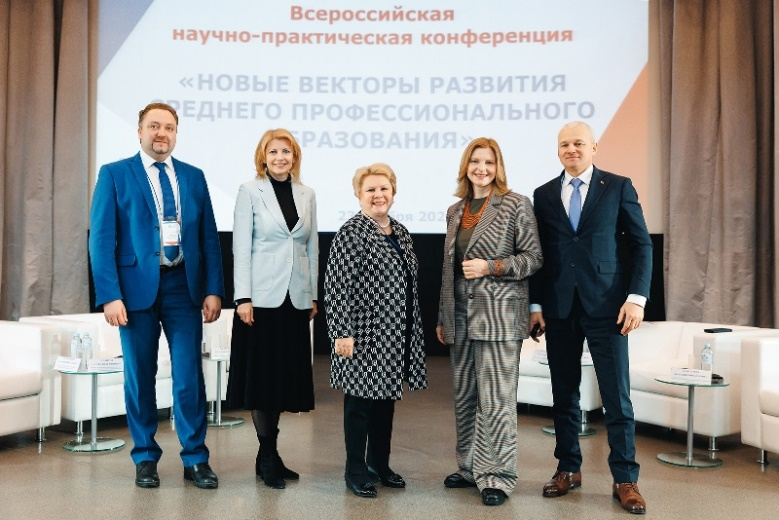 Всероссийская
научно-практическая конференция
«НОВЫЕ ВЕКТОРЫ РАЗВИТИЯ
РЕДНЕГО ПРОФЕССИОНАЛЬНОГО
БРАЗОВАНИЯ»